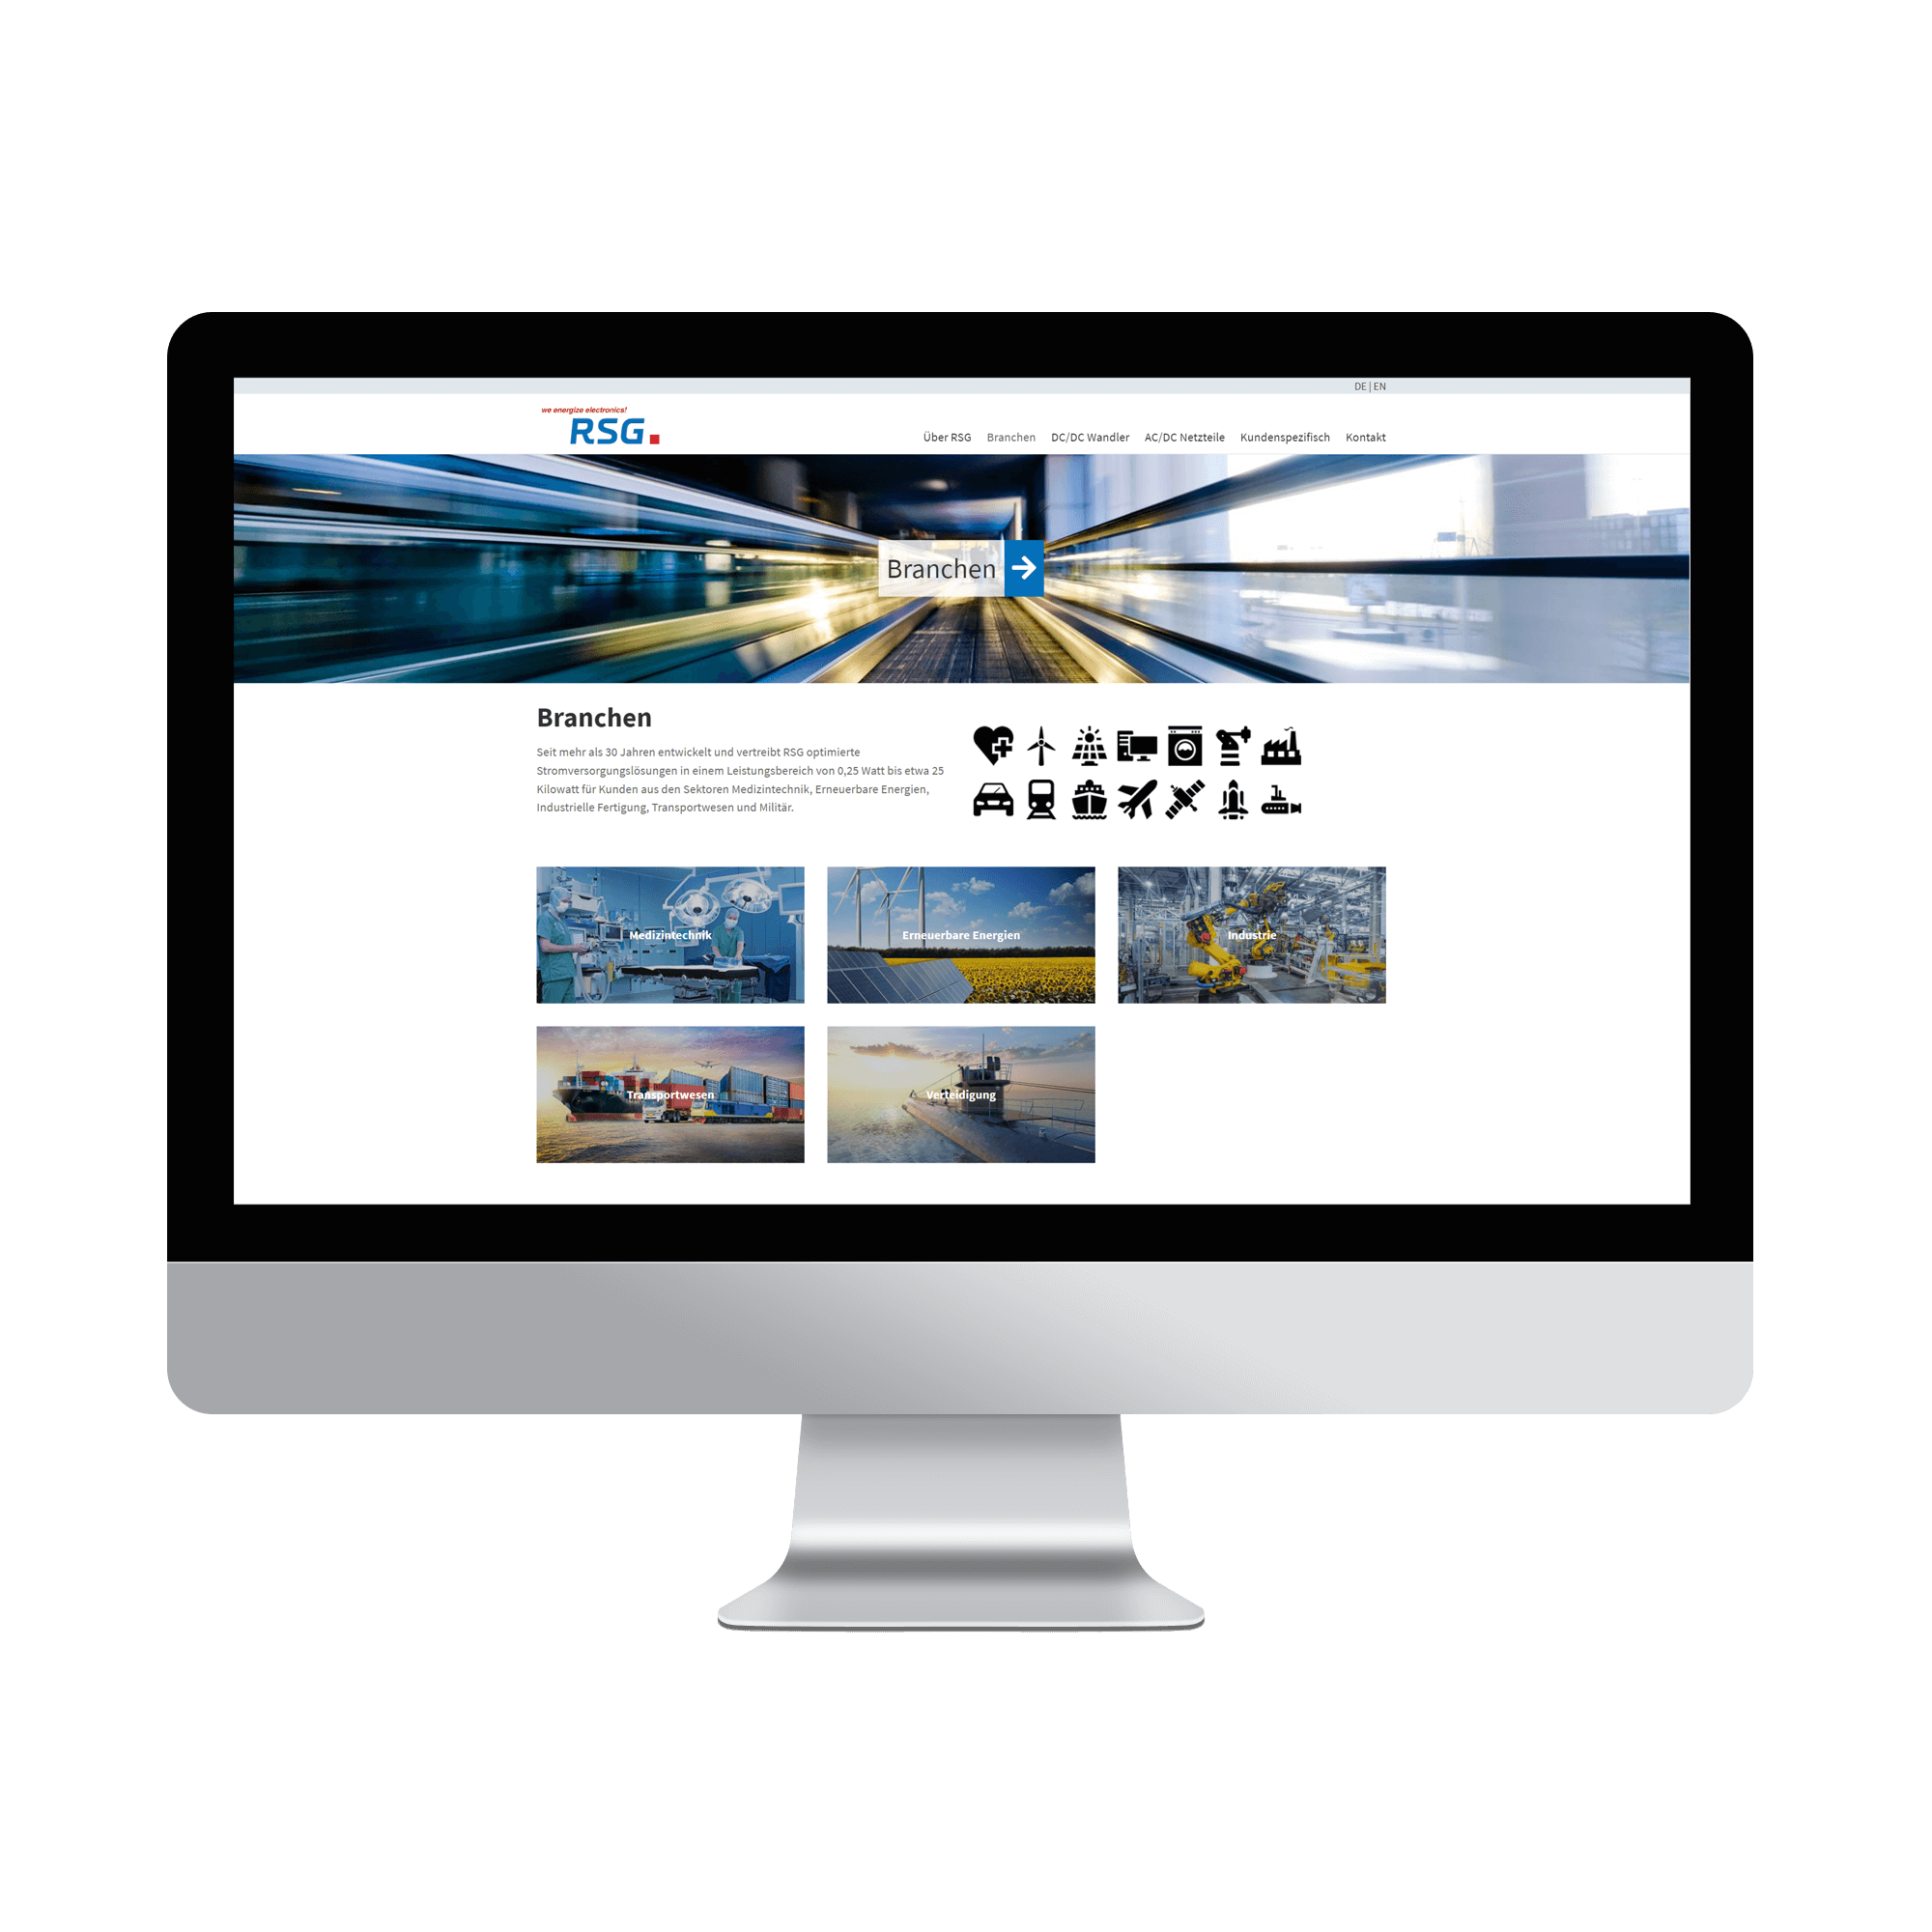 DE | EN
we energize electronics!
RSG
Über RSG Branchen DC/DC Wandler AC/DC Netzteile Kundenspezifisch Kontakt
Branchen
Branchen
Seit mehr als 30 Jahren entwickelt und vertreibt RSG optimierte
Stromversorgungslösungen in einem Leistungsbereich von 0,25 Watt bis etwa 25
Kilowatt für Kunden aus den Sektoren Medizintechnik, Erneuerbare Energien,
Industrielle Fertigung, Transportwesen und Militär.
Medizintechnik Erneuerbare Energien Industrie
Transportwesen Verteidigung